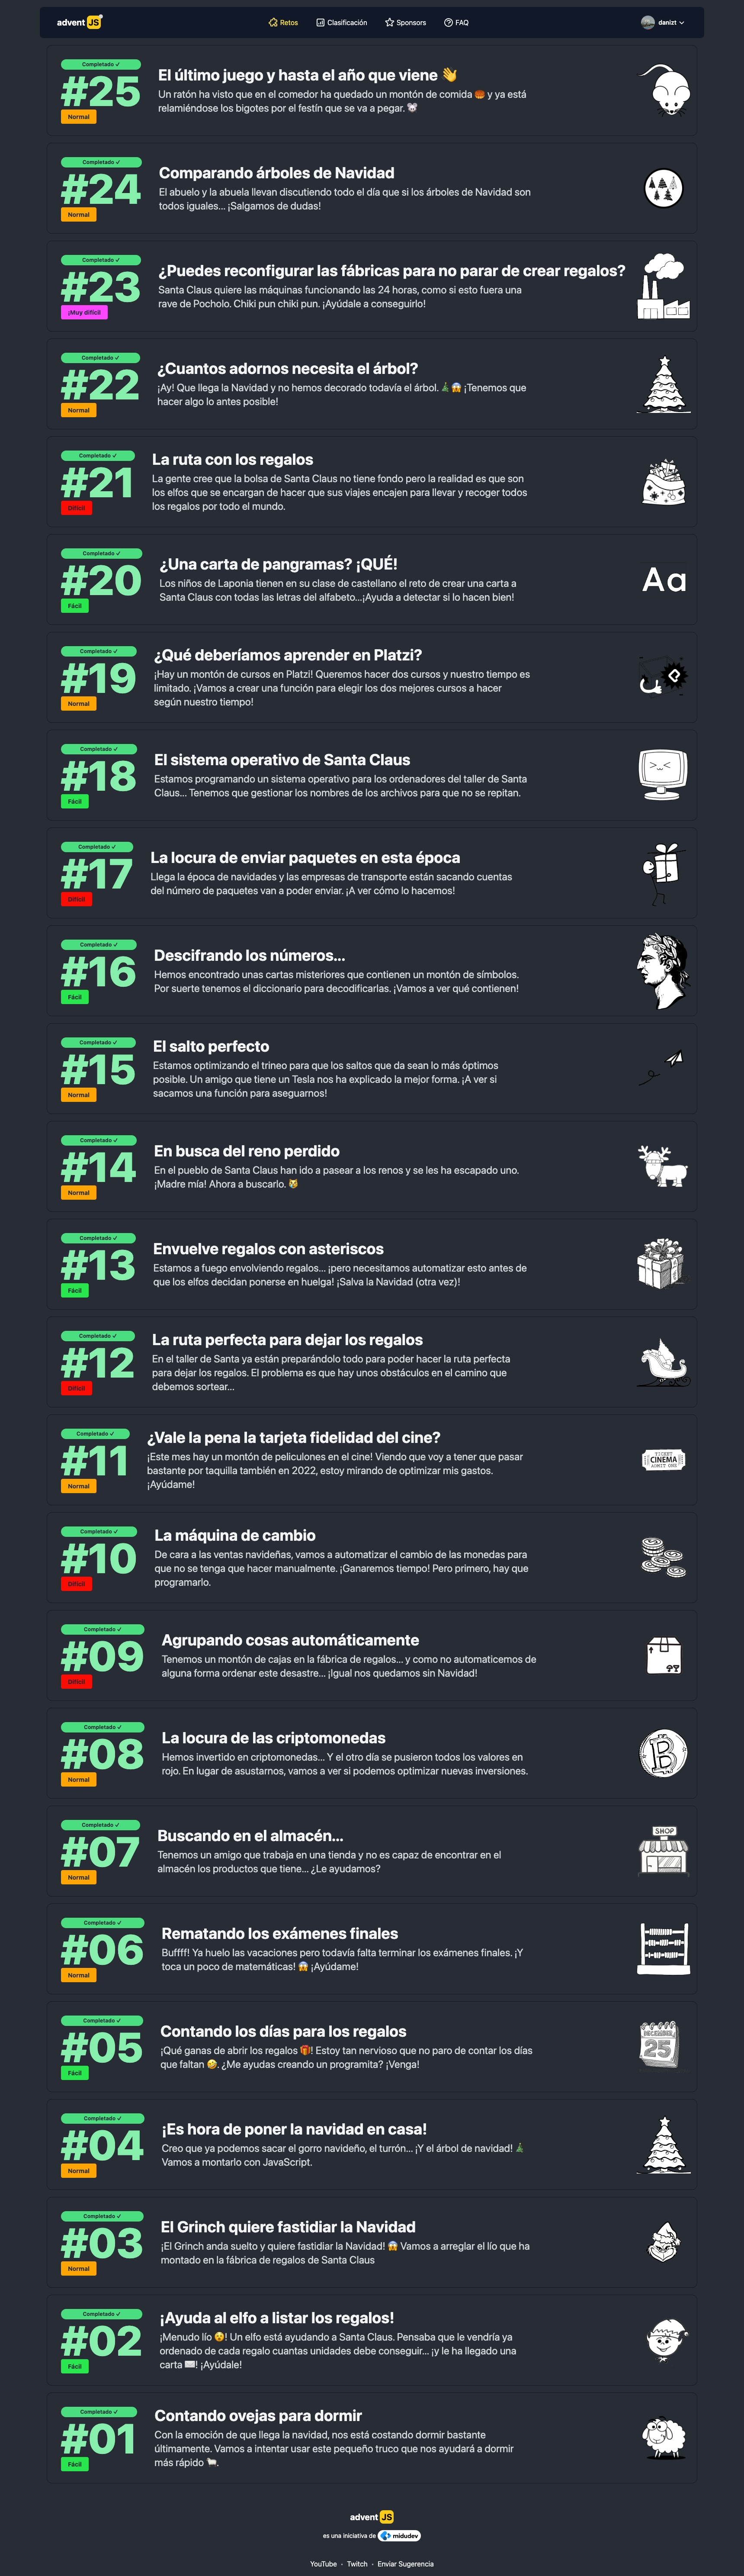 advent JS
Retos
Clasificación
Sponsors
FAQ
danizt
Completado ✓
#25
Normal
El último juego y hasta el año que viene 👋
Un ratón ha visto que en el comedor ha quedado un montón de comida 🍔 y ya está
relamiéndose los bigotes por el festín que se va a pegar. 🐭
Completado ✓
#24
Normal
Comparando árboles de Navidad
El abuelo y la abuela llevan discutiendo todo el día que si los árboles de Navidad son
todos iguales... ¡Salgamos de dudas!
Completado ✓
#23
¡Muy difícil!
¿Puedes reconfigurar las fábricas para no parar de crear regalos?
Santa Claus quiere las máquinas funcionando las 24 horas, como si esto fuera una
rave de Pocholo. Chiki pun chiki pun. ¡Ayúdale a conseguirlo!
Completado ✓
#22
Normal
¿Cuantos adornos necesita el árbol?
¡Ay! Que llega la Navidad y no hemos decorado todavía el árbol. 🎄😱 ¡Tenemos que
hacer algo lo antes posible!
Completado ✓
#21
Difícil
La ruta con los regalos
La gente cree que la bolsa de Santa Claus no tiene fondo pero la realidad es que son
los elfos que se encargan de hacer que sus viajes encajen para llevar y recoger todos
los regalos por todo el mundo.
Completado ✓
#20
Fácil
¿Una carta de pangramas? ¡QUÉ!
Los niños de Laponia tienen en su clase de castellano el reto de crear una carta a
Santa Claus con todas las letras del alfabeto...¡Ayuda a detectar si lo hacen bien!
Aa
Completado ✓
#19
Normal
¿Qué deberíamos aprender en Platzi?
¡Hay un montón de cursos en Platzi! Queremos hacer dos cursos y nuestro tiempo es
limitado. ¡Vamos a crear una función para elegir los dos mejores cursos a hacer
según nuestro tiempo!
Completado ✓
#18
Fácil
El sistema operativo de Santa Claus
Estamos programando un sistema operativo para los ordenadores del taller de Santa
Claus... Tenemos que gestionar los nombres de los archivos para que no se repitan.
Completado ✓
#17
Difícil
La locura de enviar paquetes en esta época
Llega la época de navidades y las empresas de transporte están sacando cuentas
del número de paquetes van a poder enviar. ¡A ver cómo lo hacemos!
Completado ✓
#16
Fácil
Descifrando los números...
Hemos encontrado unas cartas misteriores que contienen un montón de símbolos.
Por suerte tenemos el diccionario para decodificarlas. ¡Vamos a ver qué contienen!
Completado ✓
#15
Normal
El salto perfecto
Estamos optimizando el trineo para que los saltos que da sean lo más óptimos
posible. Un amigo que tiene un Tesla nos ha explicado la mejor forma. ¡A ver si
sacamos una función para aseguarnos!
Completado ✓
#14
Normal
En busca del reno perdido
En el pueblo de Santa Claus han ido a pasear a los renos y se les ha escapado uno.
¡Madre mía! Ahora a buscarlo. 😿
Completado ✓
#13
Fácil
Envuelve regalos con asteriscos
Estamos a fuego envolviendo regalos... ¡pero necesitamos automatizar esto antes de
que los elfos decidan ponerse en huelga! ¡Salva la Navidad (otra vez)!
Completado ✓
#12
Difícil
La ruta perfecta para dejar los regalos
En el taller de Santa ya están preparándolo todo para poder hacer la ruta perfecta
para dejar los regalos. El problema es que hay unos obstáculos en el camino que
debemos sortear...
Completado ✓
#11
Normal
¿Vale la pena la tarjeta fidelidad del cine?
¡Este mes hay un montón de peliculones en el cine! Viendo que voy a tener que pasar
bastante por taquilla también en 2022, estoy mirando de optimizar mis gastos.
¡Ayúdame!
TICKET
CINEMA
ADMIT ONE
Completado ✓
#10
Difícil
La máquina de cambio
De cara a las ventas navideñas, vamos a automatizar el cambio de las monedas para
que no se tenga que hacer manualmente. ¡Ganaremos tiempo! Pero primero, hay que
programarlo.
Completado ✓
#09
Difícil
Agrupando cosas automáticamente
Tenemos un montón de cajas en la fábrica de regalos... y como no automaticemos de
alguna forma ordenar este desastre... ¡Igual nos quedamos sin Navidad!
Completado ✓
#08
Normal
La locura de las criptomonedas
Hemos invertido en criptomonedas... Y el otro día se pusieron todos los valores en
rojo. En lugar de asustarnos, vamos a ver si podemos optimizar nuevas inversiones.
Completado ✓
#07
Normal
Buscando en el almacén...
Tenemos un amigo que trabaja en una tienda y no es capaz de encontrar en el
almacén los productos que tiene... ¿Le ayudamos?
SHOP
Completado ✓
#06
Normal
Rematando los exámenes finales
Buffff! Ya huelo las vacaciones pero todavía falta terminar los exámenes finales. ¡Y
toca un poco de matemáticas! 😱 ¡Ayúdame!
Completado ✓
#05
Fácil
Contando los días para los regalos
¡Qué ganas de abrir los regalos 🎁! Estoy tan nervioso que no paro de contar los días
que faltan 🤣. ¿Me ayudas creando un programita? ¡Venga!
DECEMBER
25
Completado ✓
#04
Normal
¡Es hora de poner la navidad en casa!
Creo que ya podemos sacar el gorro navideño, el turrón... ¡Y el árbol de navidad! 🎄
Vamos a montarlo con JavaScript.
Completado ✓
#03
Normal
El Grinch quiere fastidiar la Navidad
¡El Grinch anda suelto y quiere fastidiar la Navidad! 😱 Vamos a arreglar el lío que ha
montado en la fábrica de regalos de Santa Claus
Completado ✓
#02
Fácil
¡Ayuda al elfo a listar los regalos!
¡Menudo lío 😵! Un elfo está ayudando a Santa Claus. Pensaba que le vendría ya
ordenado de cada regalo cuantas unidades debe conseguir... ¡y le ha llegado una
carta ✉️! ¡Ayúdale!
Completado ✓
#01
Fácil
Contando ovejas para dormir
Con la emoción de que llega la navidad, nos está costando dormir bastante
últimamente. Vamos a intentar usar este pequeño truco que nos ayudará a dormir
más rápido 🐑.
advent JS
es una iniciativa de midudev
YouTube · Twitch · Enviar Sugerencia